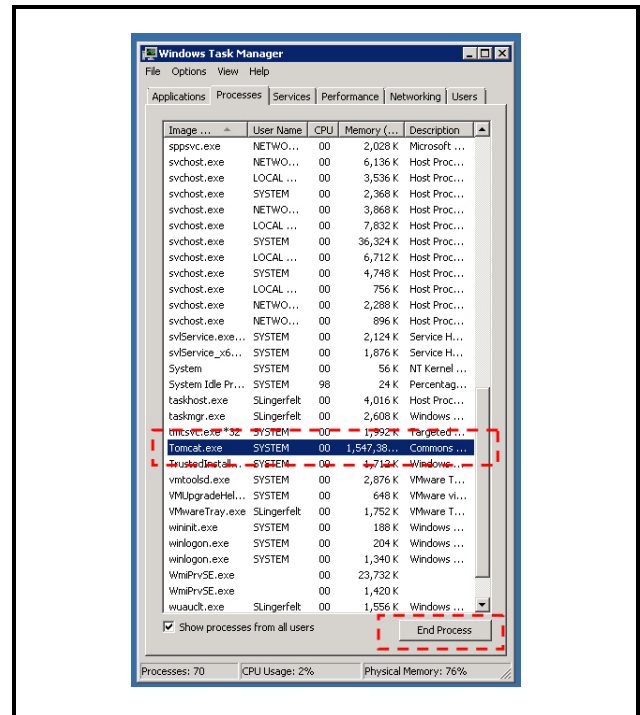 Windows Task Manager
File Options View Help
Applications Processes Services Performance Networking Users
Image ... User Name CPU Memory (... Description
sppsvc.exe NETWO... 00 2,028 K Microsoft ...
svchost.exe NETWO... 00 6,136 K Host Proc...
svchost.exe LOCAL ... 00 3,536 K Host Proc...
svchost.exe SYSTEM 00 2,368 K Host Proc...
svchost.exe NETWO... 00 3,868 K Host Proc...
svchost.exe LOCAL ... 00 7,832 K Host Proc...
svchost.exe SYSTEM 00 36,324 K Host Proc...
svchost.exe LOCAL ... 00 6,712 K Host Proc...
svchost.exe SYSTEM 00 4,748 K Host Proc...
svchost.exe LOCAL ... 00 756 K Host Proc...
svchost.exe NETWO... 00 2,288 K Host Proc...
svchost.exe NETWO... 00 896 K Host Proc...
svlService.exe... SYSTEM 00 2,124 K Service H...
svlService_x6... SYSTEM 00 1,876 K Service H...
System SYSTEM 00 56 K NT Kernel ...
System Idle Pr... SYSTEM 98 24 K Percentag...
taskhost.exe SLingerfelt 00 4,016 K Host Proc...
taskmgr.exe SLingerfelt 00 2,608 K Windows ...
tmtsvc.exe *32 SYSTEM 00 1,992 K Targeted ...
Tomcat.exe SYSTEM 00 1,547,38... Commons ...
TrustedInstall... SYSTEM 00 1,712 K Windows ...
vmtoolsd.exe SYSTEM 00 2,876 K VMware T...
VMUpgradeHel... SYSTEM 00 648 K VMware vi...
VMwareTray.exe SLingerfelt 00 1,752 K VMware T...
wininit.exe SYSTEM 00 188 K Windows ...
winlogon.exe SYSTEM 00 204 K Windows ...
winlogon.exe SYSTEM 00 1,340 K Windows ...
WmiPrvSE.exe 00 23,732 K
WmiPrvSE.exe 00 1,420 K
wuauclt.exe SLingerfelt 00 1,556 K Windows ...
Show processes from all users End Process
Processes: 70 CPU Usage: 2% Physical Memory: 76%